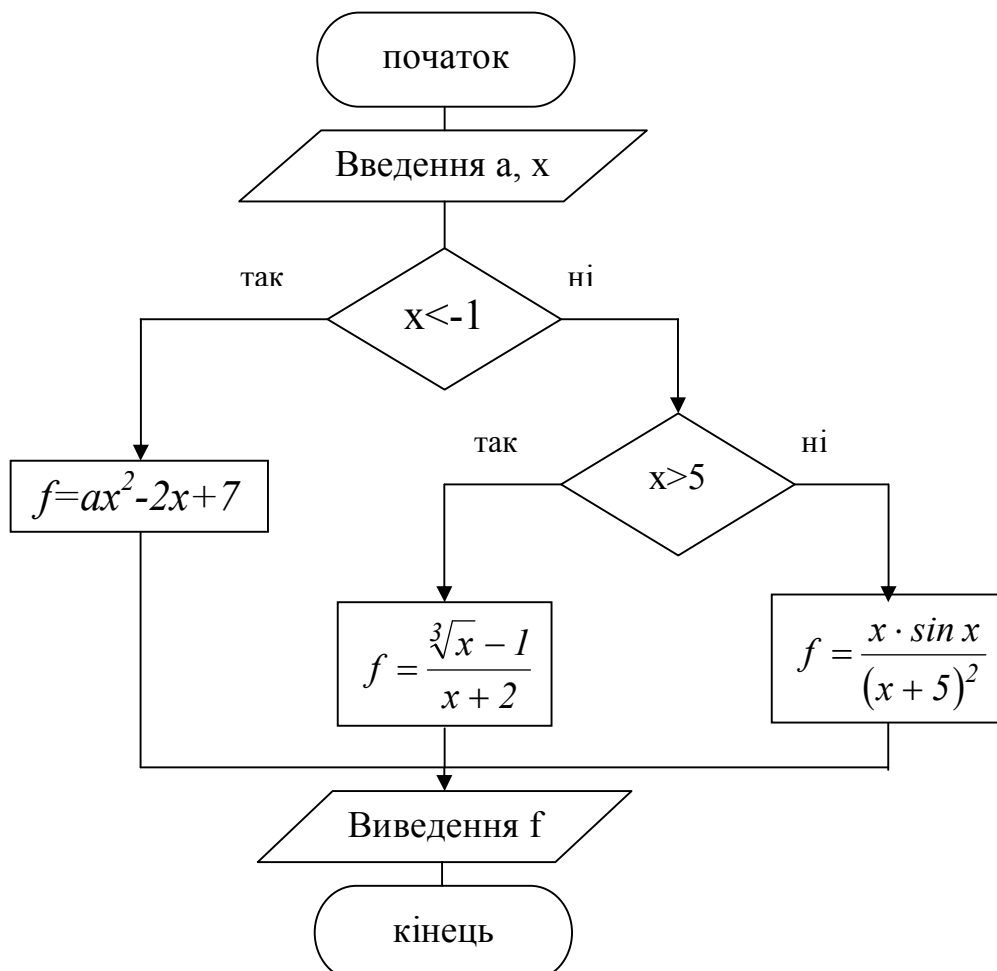 початок
Введення a, x
так
ні
x<-1
так
ні
x>5
f=ax²-2x+7
f = (∛x − 1) / (x + 2)
f = (x · sin x) / (x + 5)²
Виведення f
кінець